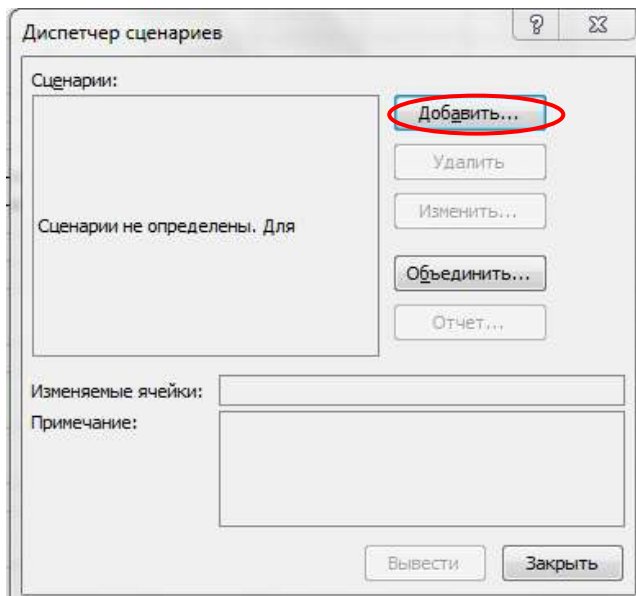 Диспетчер сценариев
Сценарии:
Сценарии не определены. Для
Добавить...
Удалить
Изменить...
Объединить...
Отчет...
Изменяемые ячейки:
Примечание:
Вывести
Закрыть